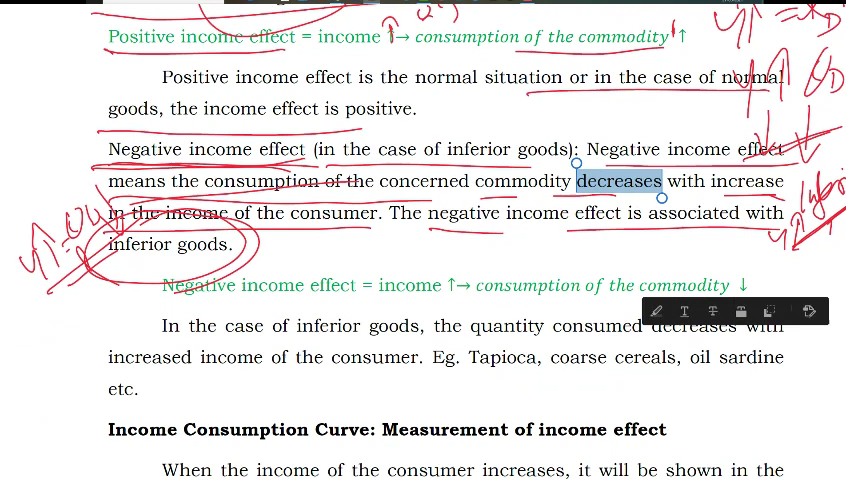 Positive income effect = income ↑→ consumption of the commodity ↑
Positive income effect is the normal situation or in the case of normal
goods, the income effect is positive.
Negative income effect (in the case of inferior goods): Negative income effect
means the consumption of the concerned commodity decreases with increase
in the income of the consumer. The negative income effect is associated with
inferior goods.
Negative income effect = income ↑→ consumption of the commodity ↓
In the case of inferior goods, the quantity consumed decreases with
increased income of the consumer. Eg. Tapioca, coarse cereals, oil sardine
etc.
Income Consumption Curve: Measurement of income effect
When the income of the consumer increases, it will be shown in the